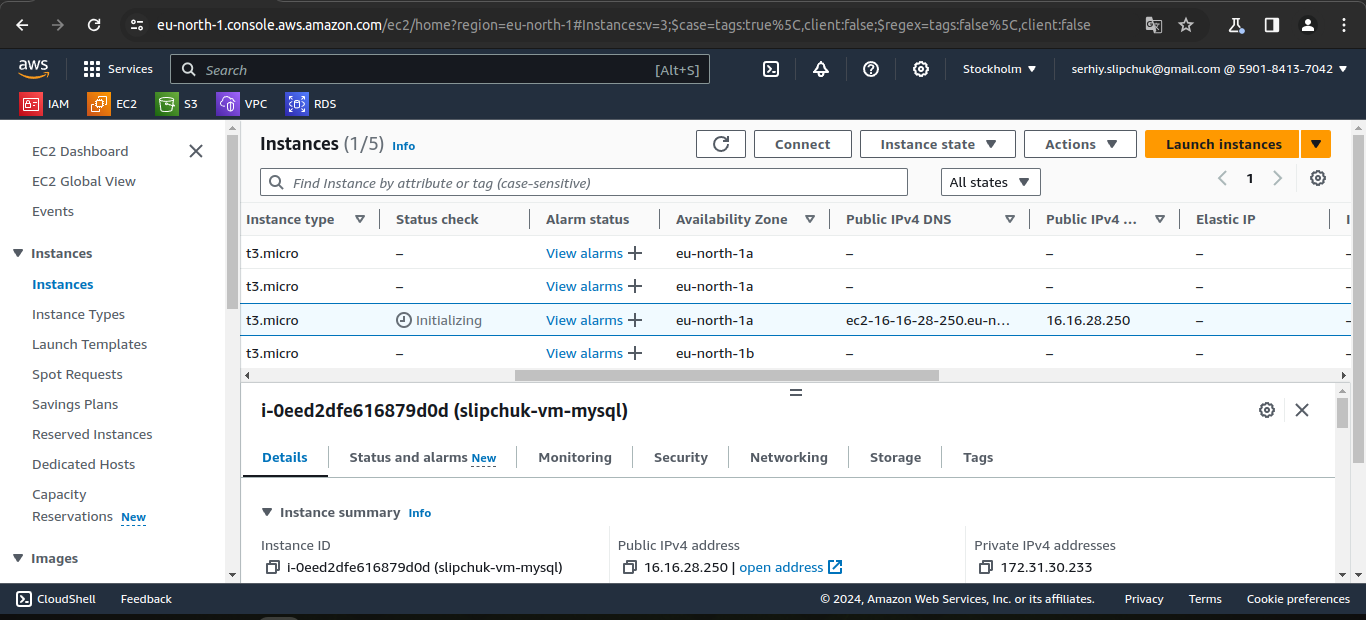 eu-north-1.console.aws.amazon.com/ec2/home?region=eu-north-1#Instances:v=3;$case=tags:true%5C,client:false;$regex=tags:false%5C,client:false
aws Services Search [Alt+S] Stockholm serhiy.slipchuk@gmail.com @ 5901-8413-7042
IAM EC2 S3 VPC RDS
EC2 Dashboard
EC2 Global View
Events
Instances
Instances
Instance Types
Launch Templates
Spot Requests
Savings Plans
Reserved Instances
Dedicated Hosts
Capacity
Reservations New
Images
Instances (1/5) Info Connect Instance state Actions Launch instances
Find Instance by attribute or tag (case-sensitive) All states 1
Instance type Status check Alarm status Availability Zone Public IPv4 DNS Public IPv4 ... Elastic IP
t3.micro – View alarms + eu-north-1a – – –
t3.micro – View alarms + eu-north-1a – – –
t3.micro Initializing View alarms + eu-north-1a ec2-16-16-28-250.eu-n... 16.16.28.250 –
t3.micro – View alarms + eu-north-1b – – –
i-0eed2dfe616879d0d (slipchuk-vm-mysql)
Details Status and alarms New Monitoring Security Networking Storage Tags
Instance summary Info
Instance ID Public IPv4 address Private IPv4 addresses
i-0eed2dfe616879d0d (slipchuk-vm-mysql) 16.16.28.250 | open address 172.31.30.233
CloudShell Feedback © 2024, Amazon Web Services, Inc. or its affiliates. Privacy Terms Cookie preferences